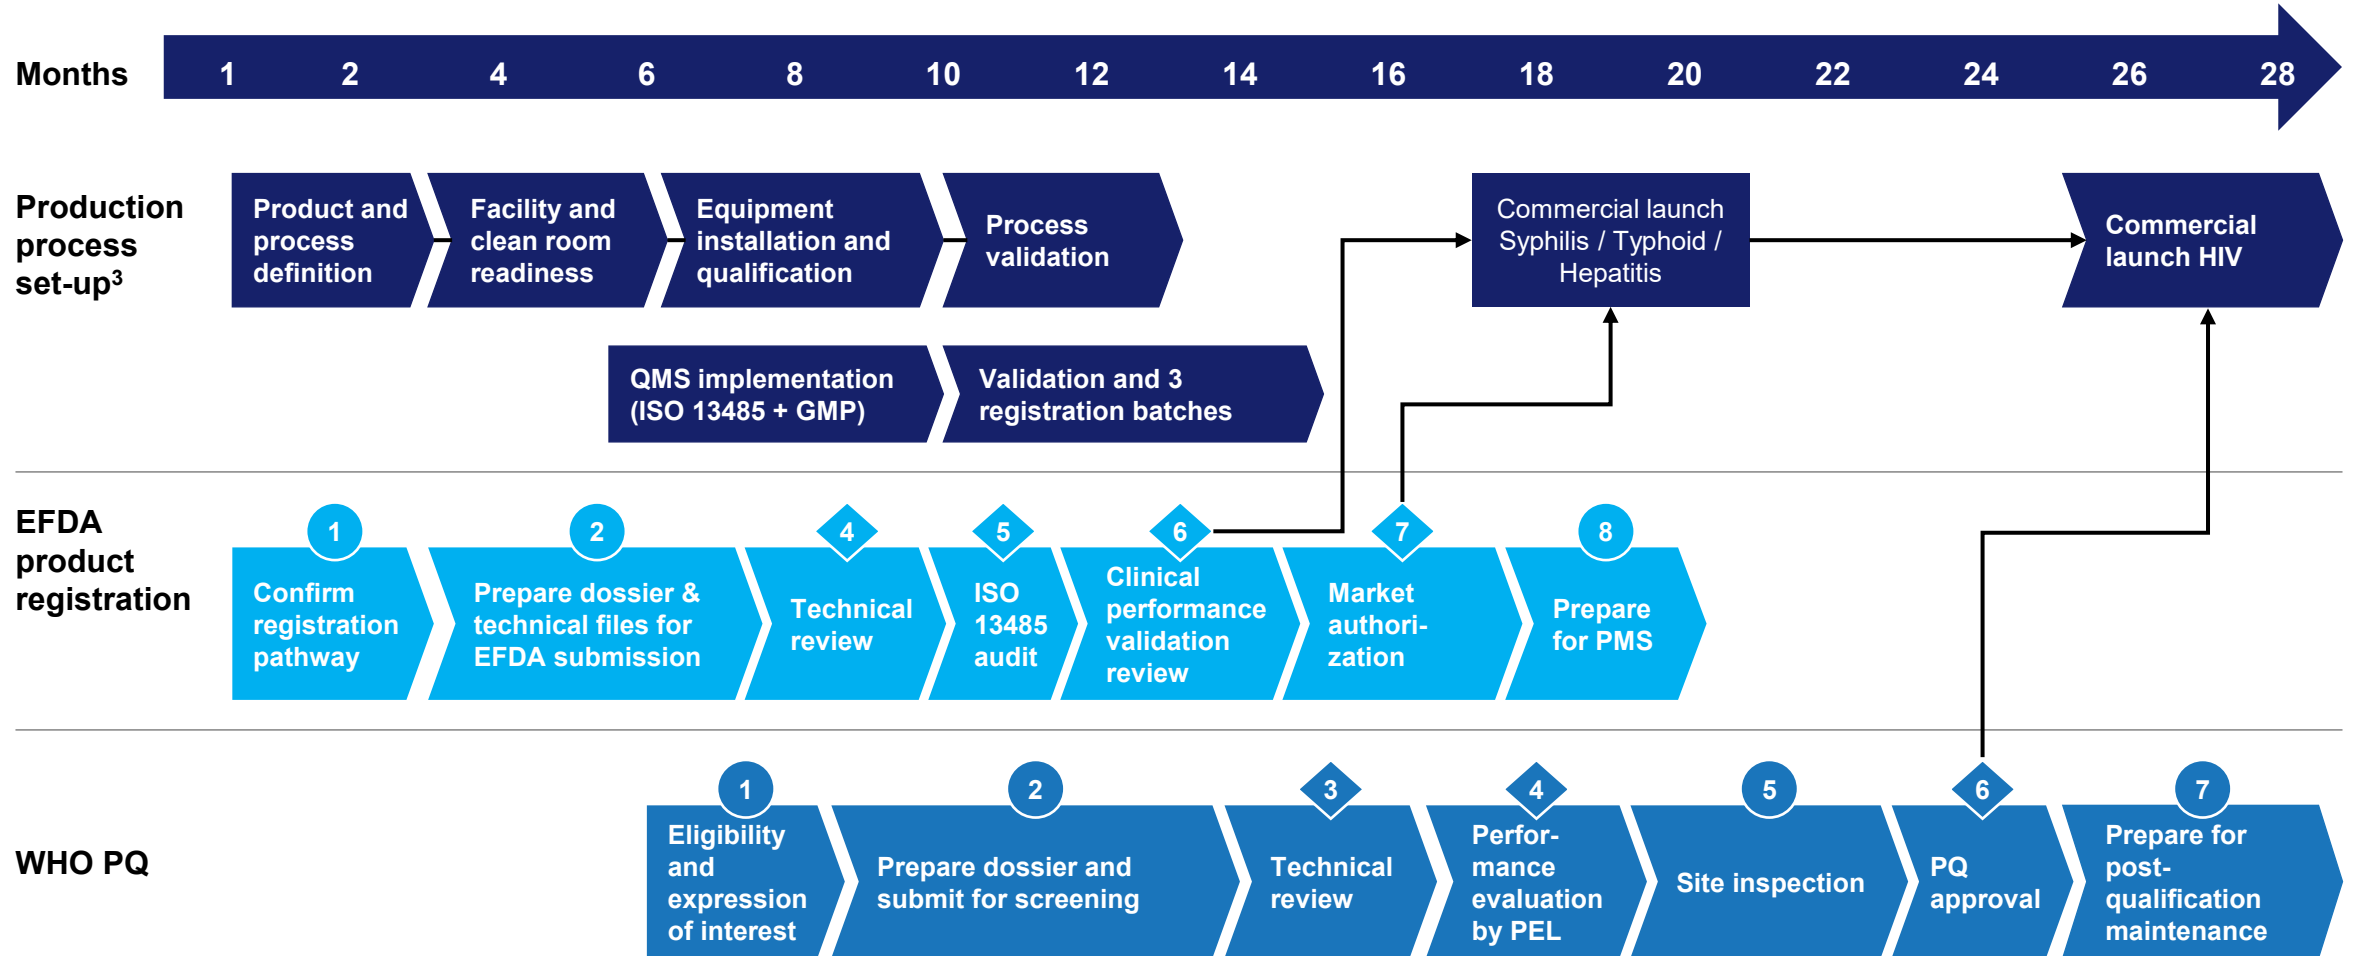 Months 1 2 4 6 8 10 12 14 16 18 20 22 24 26 28
Production
process
set-up³
Product and
process
definition
Facility and
clean room
readiness
Equipment
installation and
qualification
Process
validation
Commercial launch
Syphilis / Typhoid /
Hepatitis
Commercial
launch HIV
QMS implementation
(ISO 13485 + GMP)
Validation and 3
registration batches
EFDA
product
registration
1
Confirm
registration
pathway
2
Prepare dossier &
technical files for
EFDA submission
4
Technical
review
5
ISO
13485
audit
6
Clinical
performance
validation
review
7
Market
authori-
zation
8
Prepare
for PMS
WHO PQ
1
Eligibility
and
expression
of interest
2
Prepare dossier and
submit for screening
3
Technical
review
4
Perfor-
mance
evaluation
by PEL
5
Site inspection
6
PQ
approval
7
Prepare for
post-
qualification
maintenance